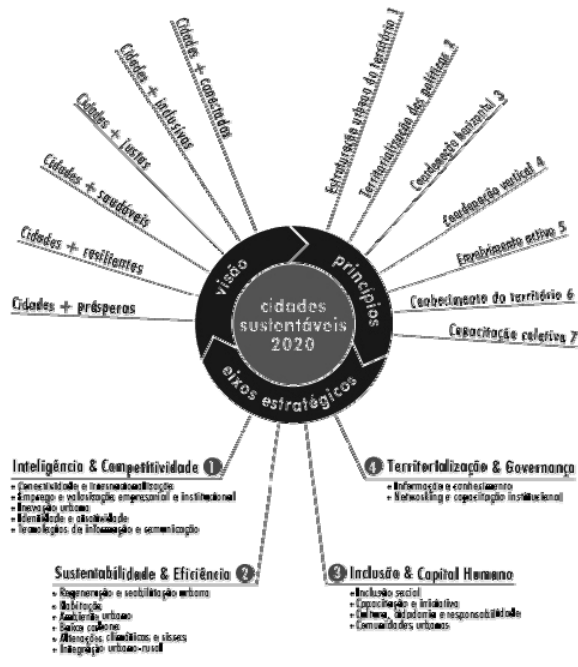 Cidades + conectadas
Cidades + inclusivas
Cidades + justas
Cidades + saudáveis
Cidades + resilientes
Cidades + prósperas
Estruturação urbana do território 1
Territorialização das políticas 2
Coordenação horizontal 3
Coordenação vertical 4
Envolvimento activo 5
Conhecimento do território 6
Capacitação coletiva 7
visão
princípios
eixos estratégicos
cidades
sustentáveis
2020
Inteligência & Competitividade 1
+ Conectividade e transnacionalização
+ Emprego e valorização empresarial e institucional
+ Inovação urbana
+ Identidade e atratividade
+ Tecnologias de informação e comunicação
Sustentabilidade & Eficiência 2
+ Regeneração e reabilitação urbana
+ Habitação
+ Ambiente urbano
+ Baixo carbono
+ Alterações climáticas e riscos
+ Integração urbano-rural
3 Inclusão & Capital Humano
+ Inclusão social
+ Capacitação e iniciativa
+ Cultura, cidadania e responsabilidade
+ Comunidades urbanas
4 Territorialização & Governança
+ Informação e conhecimento
+ Networking e capacitação institucional